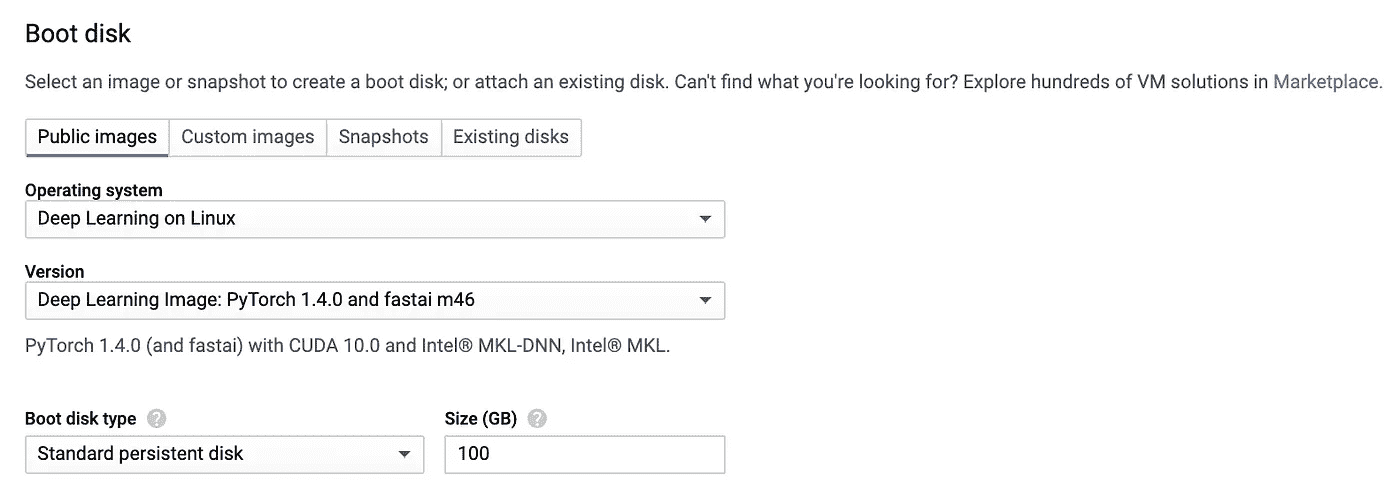 Boot disk
Select an image or snapshot to create a boot disk; or attach an existing disk. Can't find what you're looking for? Explore hundreds of VM solutions in Marketplace.
Public images Custom images Snapshots Existing disks
Operating system
Deep Learning on Linux
Version
Deep Learning Image: PyTorch 1.4.0 and fastai m46
PyTorch 1.4.0 (and fastai) with CUDA 10.0 and Intel® MKL-DNN, Intel® MKL.
Boot disk type ? Size (GB) ?
Standard persistent disk 100